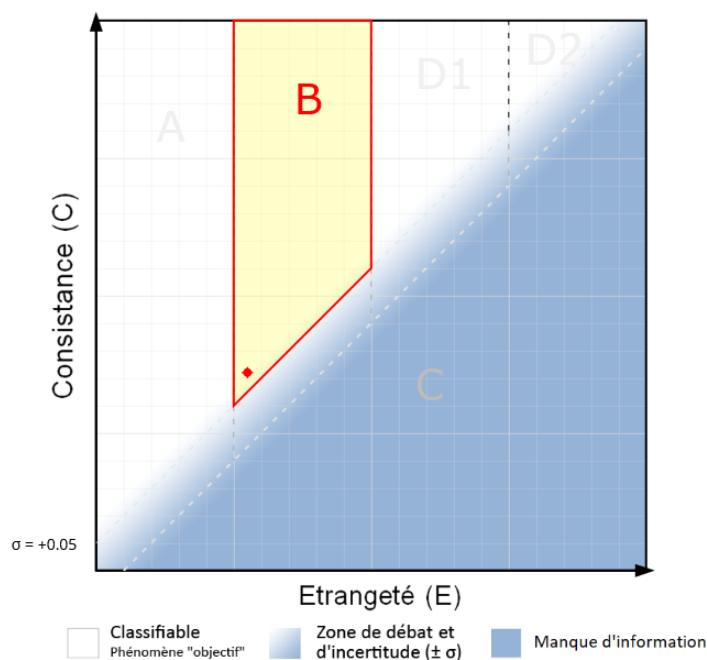 D2
D1
B
A
Consistance (C)
C
σ = +0.05
Etrangeté (E)
Classifiable
Phénomène "objectif"
Zone de débat et
d'incertitude (± σ)
Manque d'information